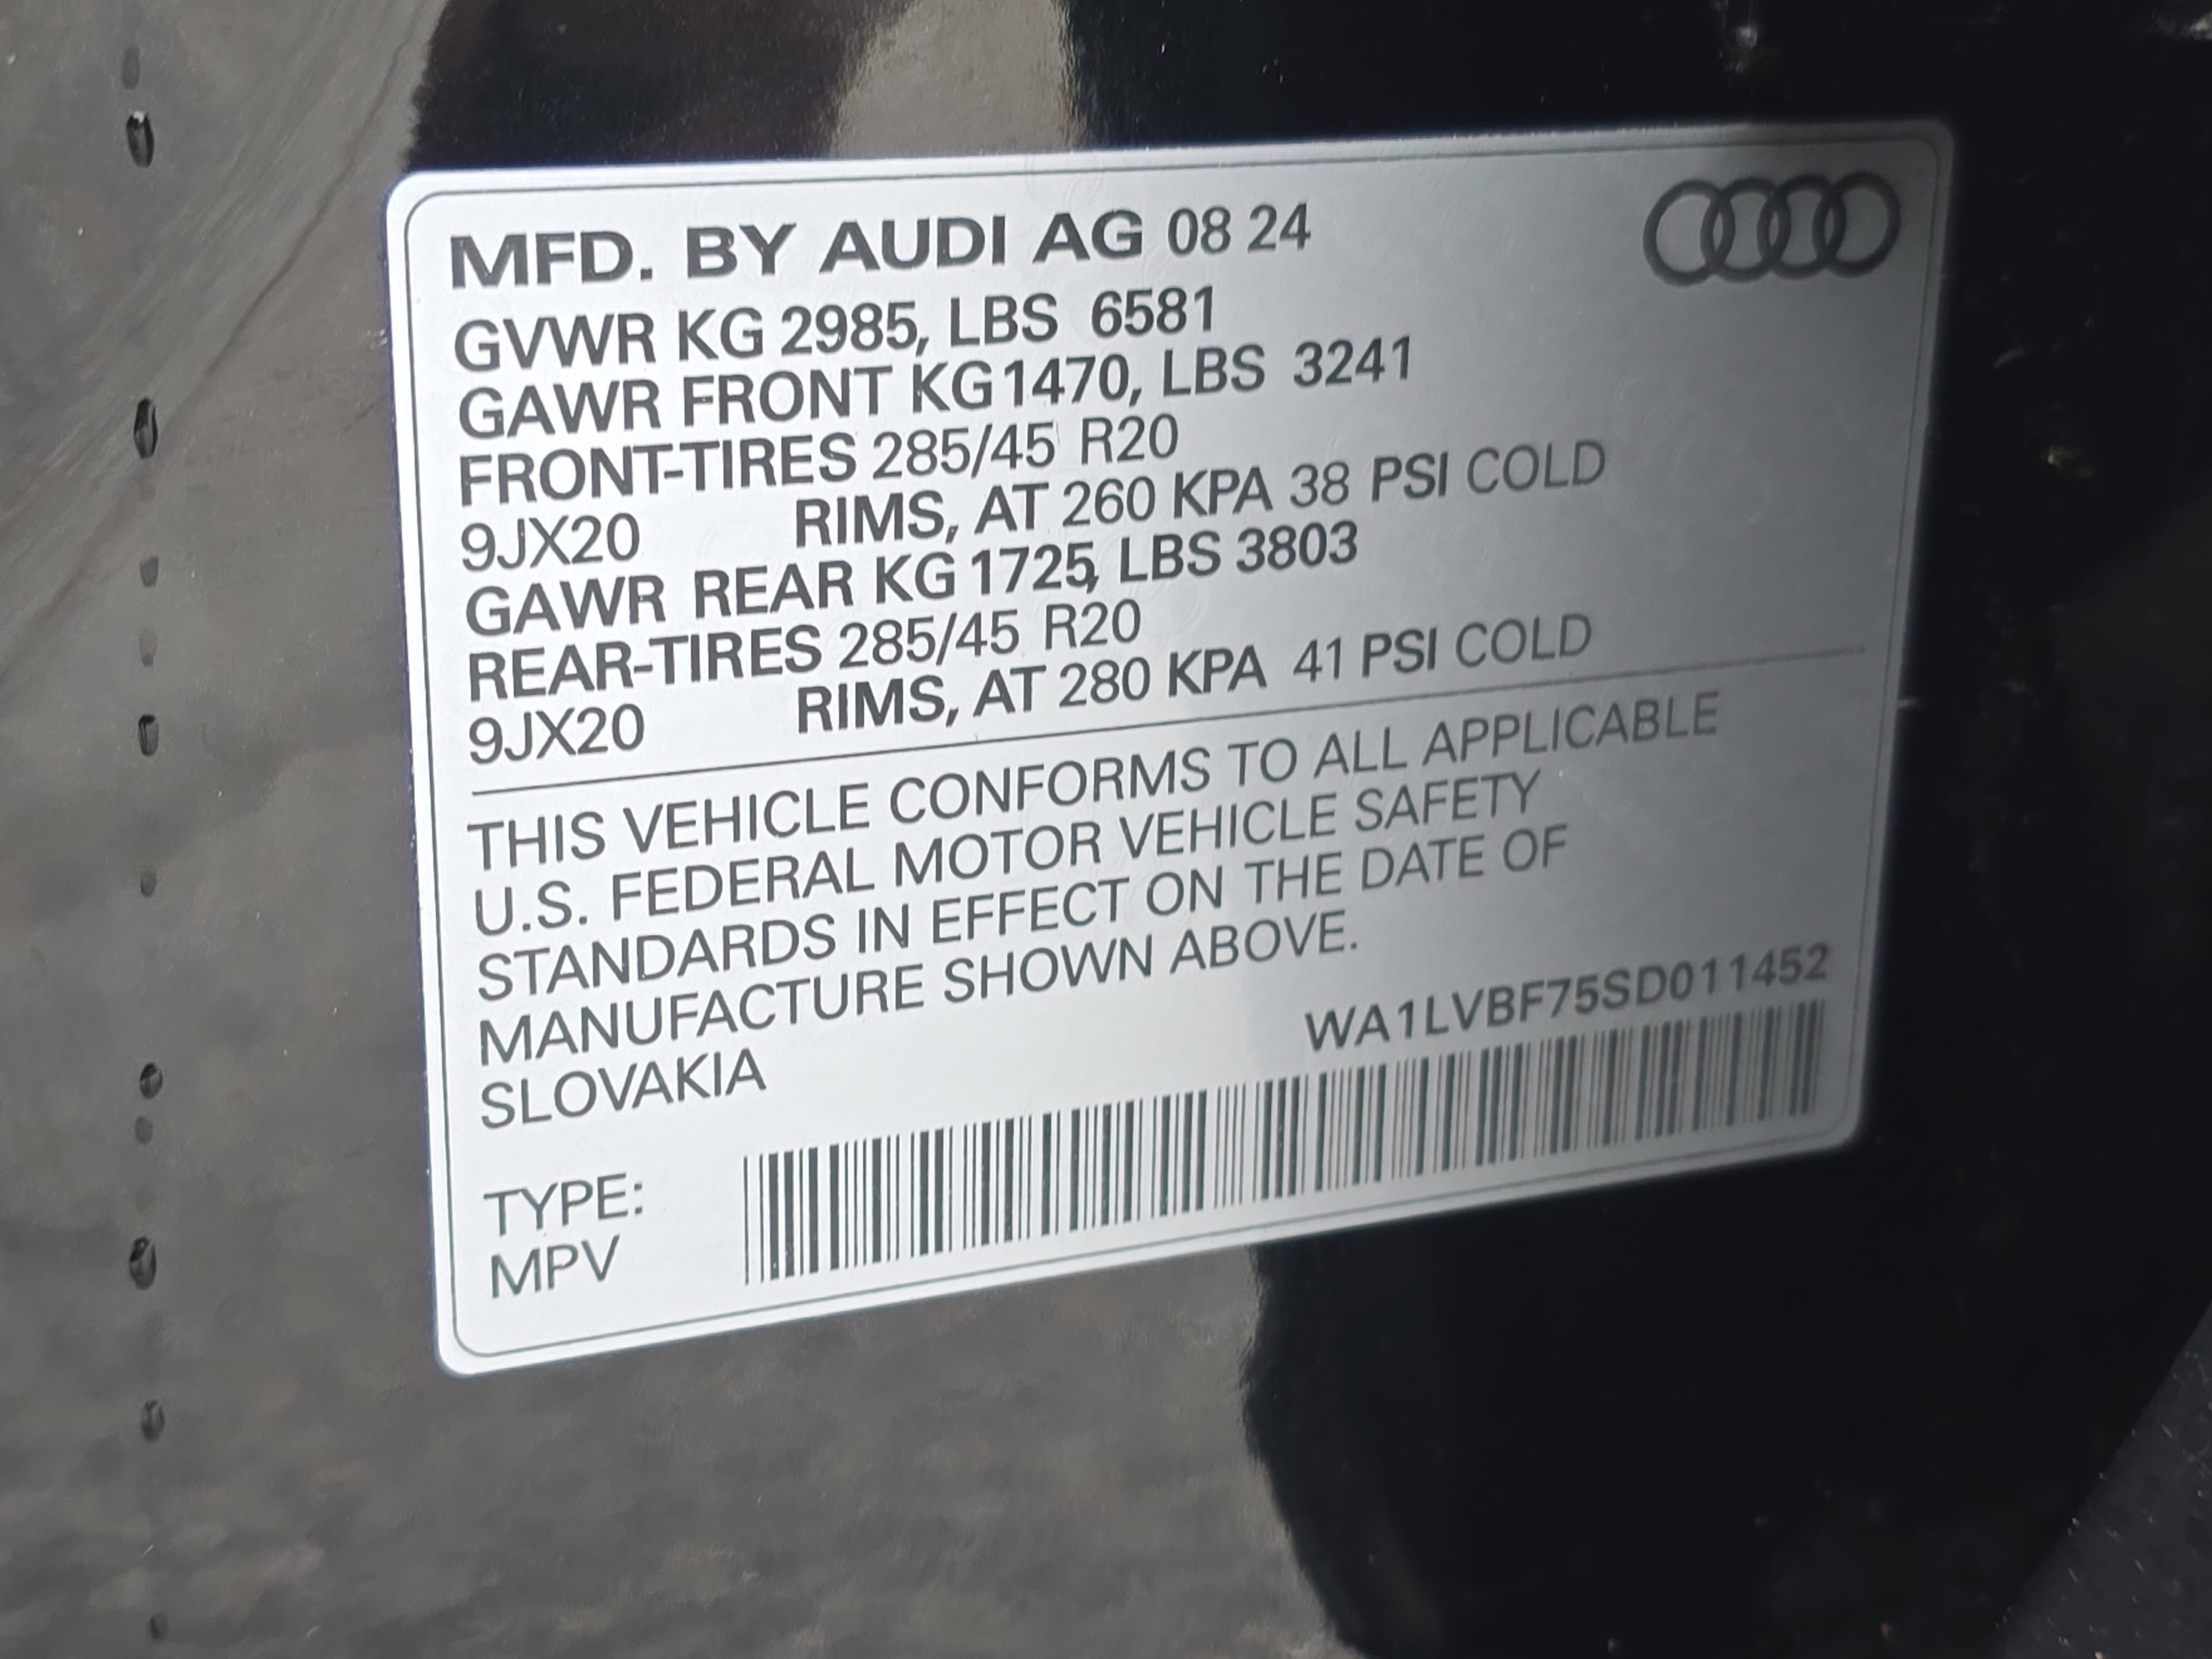 MFD. BY AUDI AG 08 24
GVWR KG 2985, LBS 6581
GAWR FRONT KG 1470, LBS 3241
FRONT-TIRES 285/45 R20
9JX20 RIMS, AT 260 KPA 38 PSI COLD
GAWR REAR KG 1725, LBS 3803
REAR-TIRES 285/45 R20
9JX20 RIMS, AT 280 KPA 41 PSI COLD
THIS VEHICLE CONFORMS TO ALL APPLICABLE
U.S. FEDERAL MOTOR VEHICLE SAFETY
STANDARDS IN EFFECT ON THE DATE OF
MANUFACTURE SHOWN ABOVE.
SLOVAKIA WA1LVBF75SD011452
TYPE:
MPV